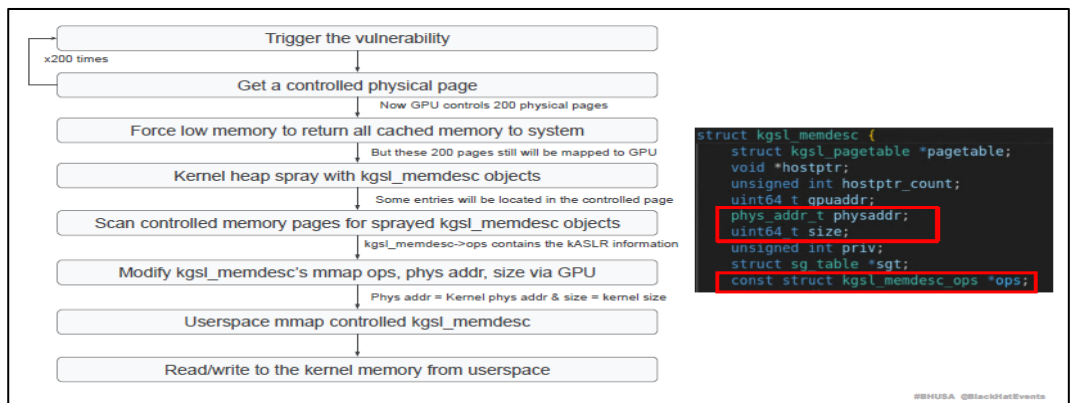 Trigger the vulnerability
x200 times
Get a controlled physical page
Now GPU controls 200 physical pages
Force low memory to return all cached memory to system
But these 200 pages still will be mapped to GPU
Kernel heap spray with kgsl_memdesc objects
Some entries will be located in the controlled page
Scan controlled memory pages for sprayed kgsl_memdesc objects
kgsl_memdesc->ops contains the kASLR information
Modify kgsl_memdesc's mmap ops, phys addr, size via GPU
Phys addr = Kernel phys addr & size = kernel size
Userspace mmap controlled kgsl_memdesc
Read/write to the kernel memory from userspace
struct kgsl_memdesc {
struct kgsl_pagetable *pagetable;
void *hostptr;
unsigned int hostptr_count;
uint64_t gpuaddr;
phys_addr_t physaddr;
uint64_t size;
unsigned int priv;
struct sg_table *sgt;
const struct kgsl_memdesc_ops *ops;
#BHUSA @BlackHatEvents